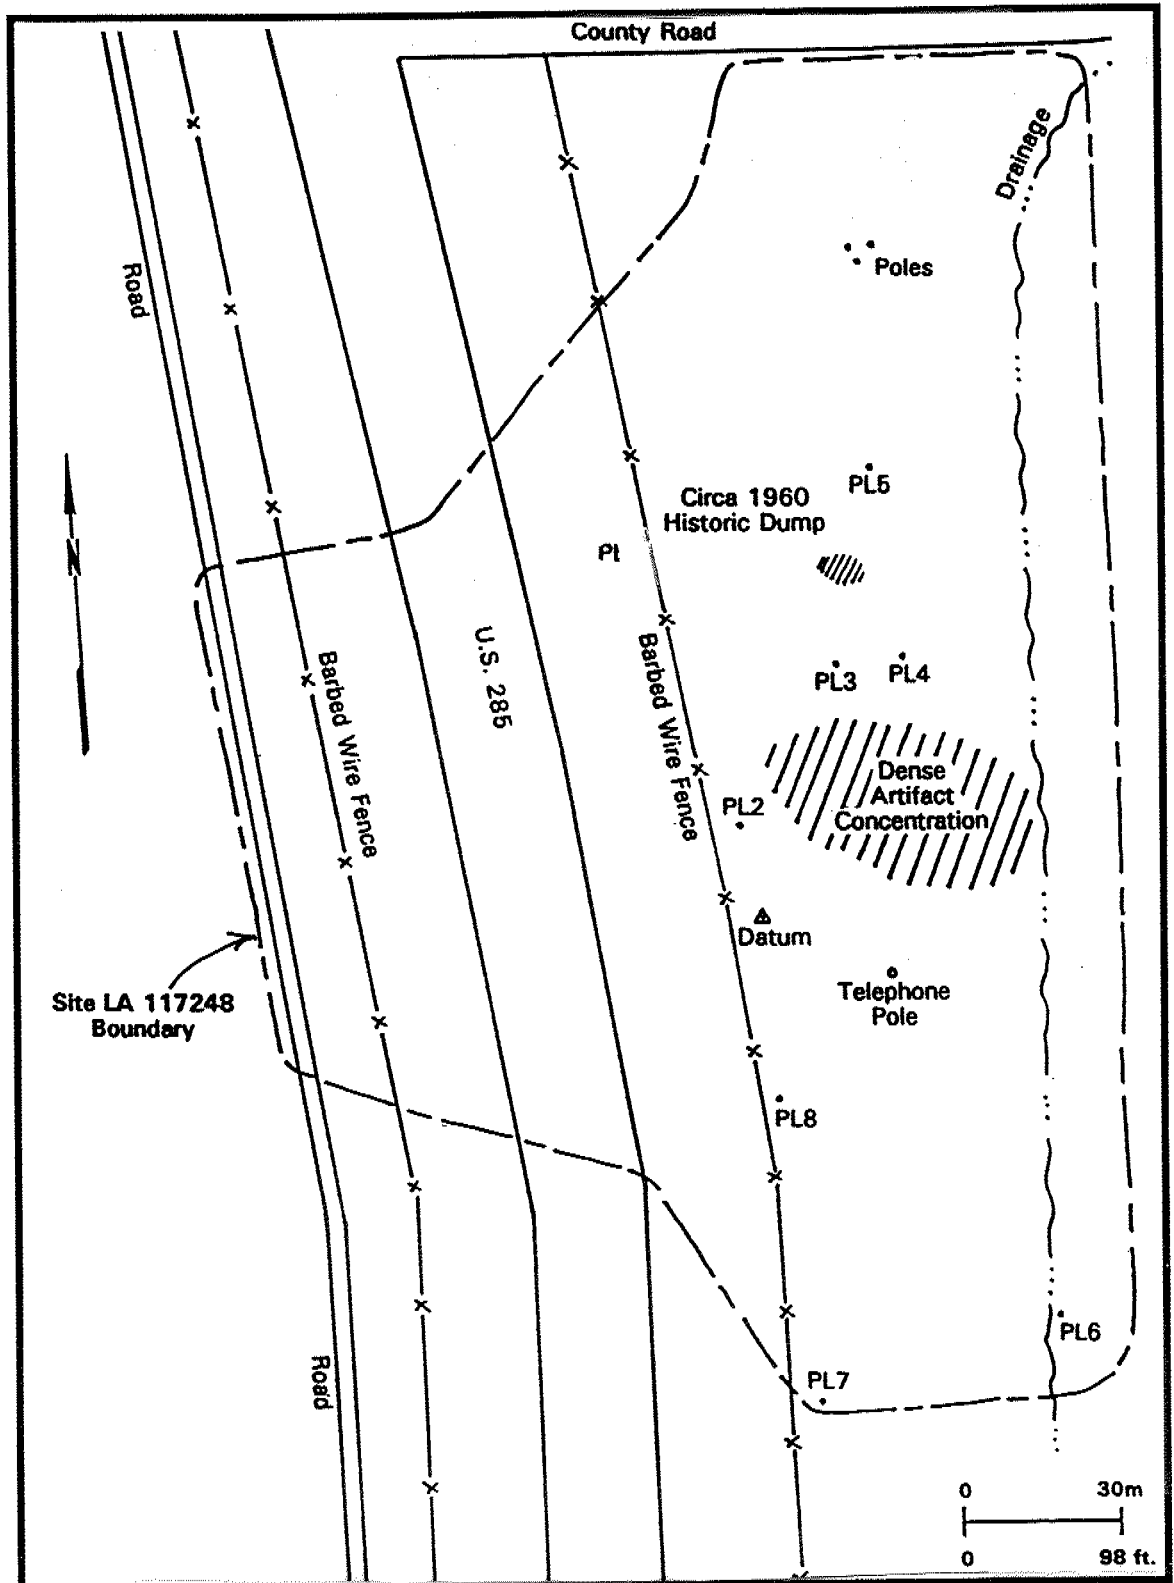 County Road
Drainage
Poles
Road
PL5
Circa 1960
Historic Dump
N
U.S. 285
Barbed Wire Fence
Barbed Wire Fence
PL3
PL4
Dense
Artifact
Concentration
PL2
Datum
Site LA 117248
Boundary
Telephone
Pole
PL8
PL6
Road
PL7
0 30m
0 98 ft.